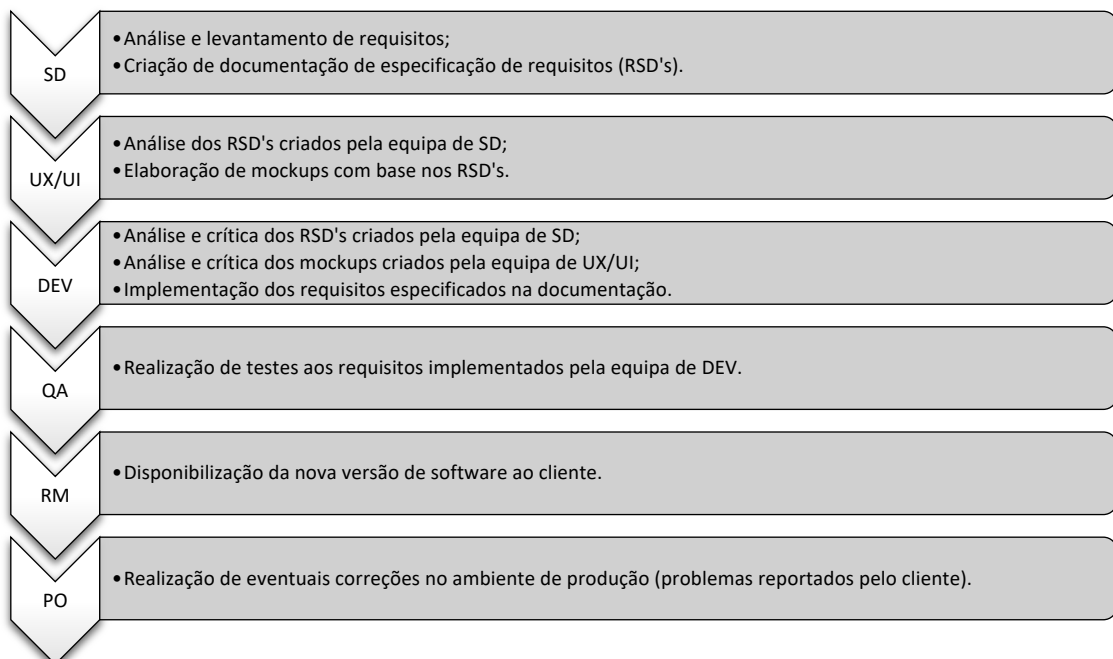 SD
•Análise e levantamento de requisitos;
•Criação de documentação de especificação de requisitos (RSD's).
UX/UI
•Análise dos RSD's criados pela equipa de SD;
•Elaboração de mockups com base nos RSD's.
DEV
•Análise e crítica dos RSD's criados pela equipa de SD;
•Análise e crítica dos mockups criados pela equipa de UX/UI;
•Implementação dos requisitos especificados na documentação.
QA
•Realização de testes aos requisitos implementados pela equipa de DEV.
RM
•Disponibilização da nova versão de software ao cliente.
PO
•Realização de eventuais correções no ambiente de produção (problemas reportados pelo cliente).